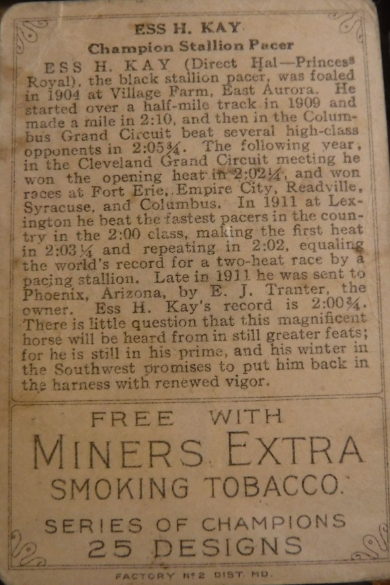 ESS H. KAY
Champion Stallion Pacer
ESS H. KAY (Direct Hal—Princess
Royal), the black stallion pacer, was foaled
in 1904 at Village Farm, East Aurora. He
started over a half-mile track in 1909 and
made a mile in 2:10, and then in the Colum-
bus Grand Circuit beat several high-class
opponents in 2:05¾. The following year,
in the Cleveland Grand Circuit meeting he
won the opening heat in 2:02¼, and won
races at Fort Erie, Empire City, Readville,
Syracuse, and Columbus. In 1911 at Lex-
ington he beat the fastest pacers in the coun-
try in the 2:00 class, making the first heat
in 2:03¼ and repeating in 2:02, equaling
the world's record for a two-heat race by a
pacing stallion. Late in 1911 he was sent to
Phoenix, Arizona, by E. J. Tranter, the
owner. Ess H. Kay's record is 2:00¾.
There is little question that this magnificent
horse will be heard from in still greater feats;
for he is still in his prime, and his winter in
the Southwest promises to put him back in
the harness with renewed vigor.
FREE WITH
MINERS EXTRA
SMOKING TOBACCO.
SERIES OF CHAMPIONS
25 DESIGNS
FACTORY Nº2 DIST. MD.